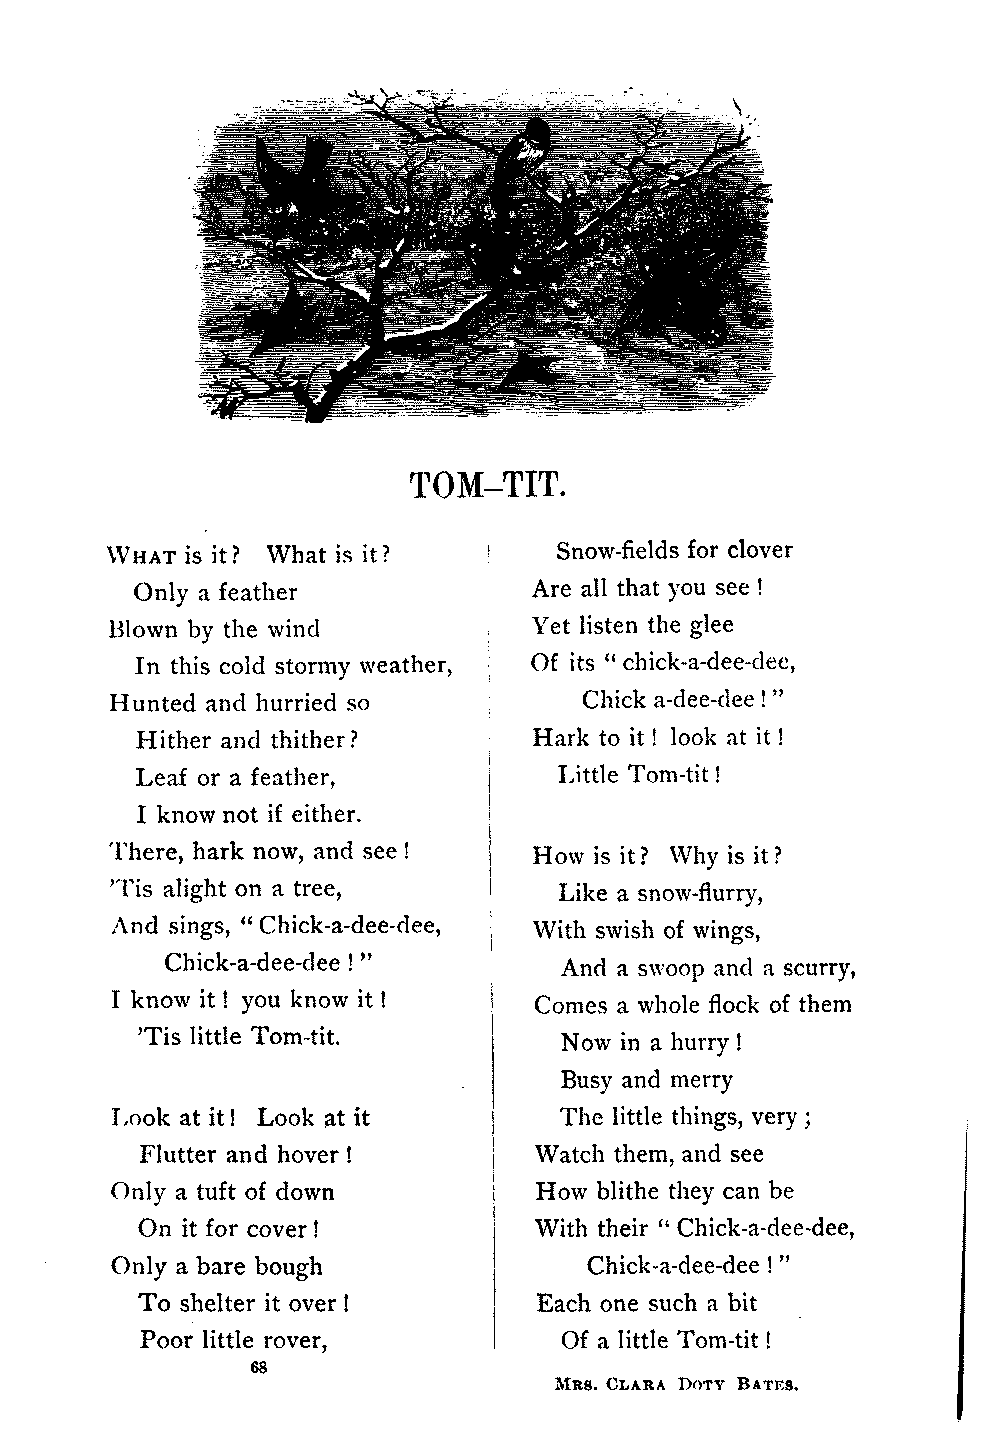 TOM-TIT.
WHAT is it? What is it?
Only a feather
Blown by the wind
In this cold stormy weather,
Hunted and hurried so
Hither and thither?
Leaf or a feather,
I know not if either.
There, hark now, and see!
'Tis alight on a tree,
And sings, "Chick-a-dee-dee,
Chick-a-dee-dee!"
I know it! you know it!
'Tis little Tom-tit.
Look at it! Look at it
Flutter and hover!
Only a tuft of down
On it for cover!
Only a bare bough
To shelter it over!
Poor little rover,
68
Snow-fields for clover
Are all that you see!
Yet listen the glee
Of its "chick-a-dee-dee,
Chick a-dee-dee!"
Hark to it! look at it!
Little Tom-tit!
How is it? Why is it?
Like a snow-flurry,
With swish of wings,
And a swoop and a scurry,
Comes a whole flock of them
Now in a hurry!
Busy and merry
The little things, very;
Watch them, and see
How blithe they can be
With their "Chick-a-dee-dee,
Chick-a-dee-dee!"
Each one such a bit
Of a little Tom-tit!
MRS. CLARA DOTY BATES.